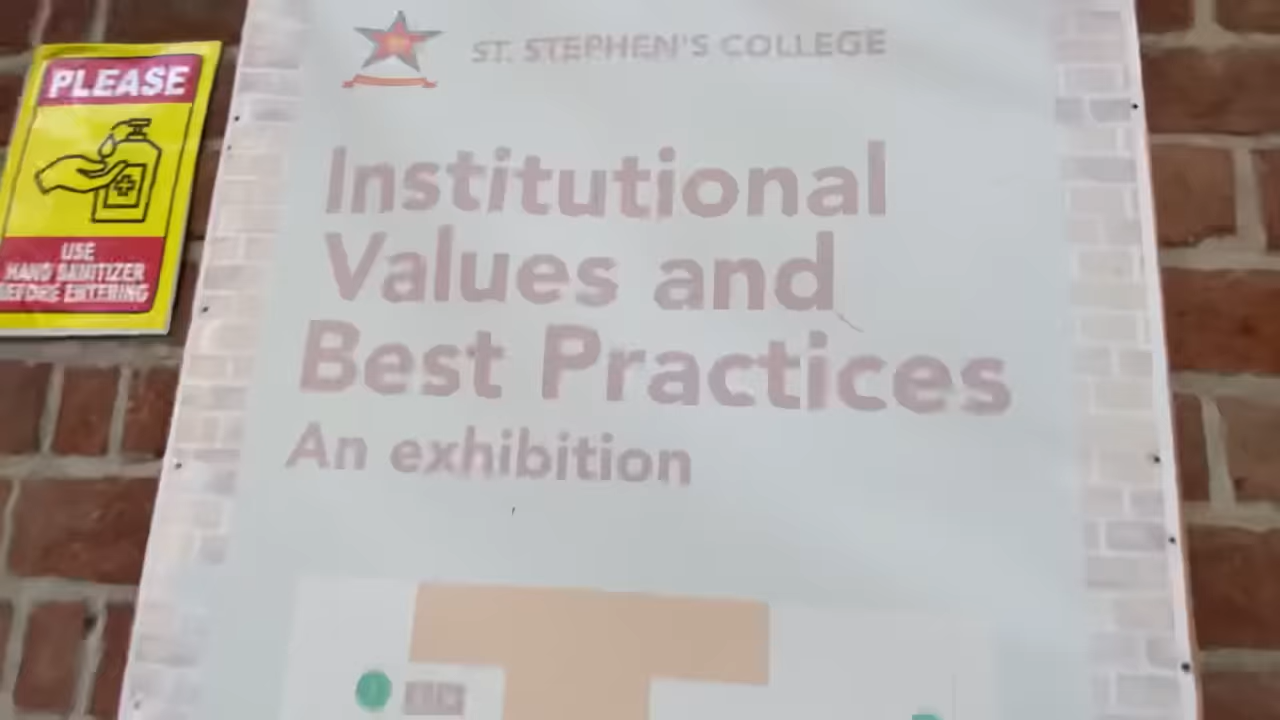 PLEASE
USE
HAND SANITIZER
BEFORE ENTERING
ST. STEPHEN'S COLLEGE
Institutional
Values and
Best Practices
An exhibition